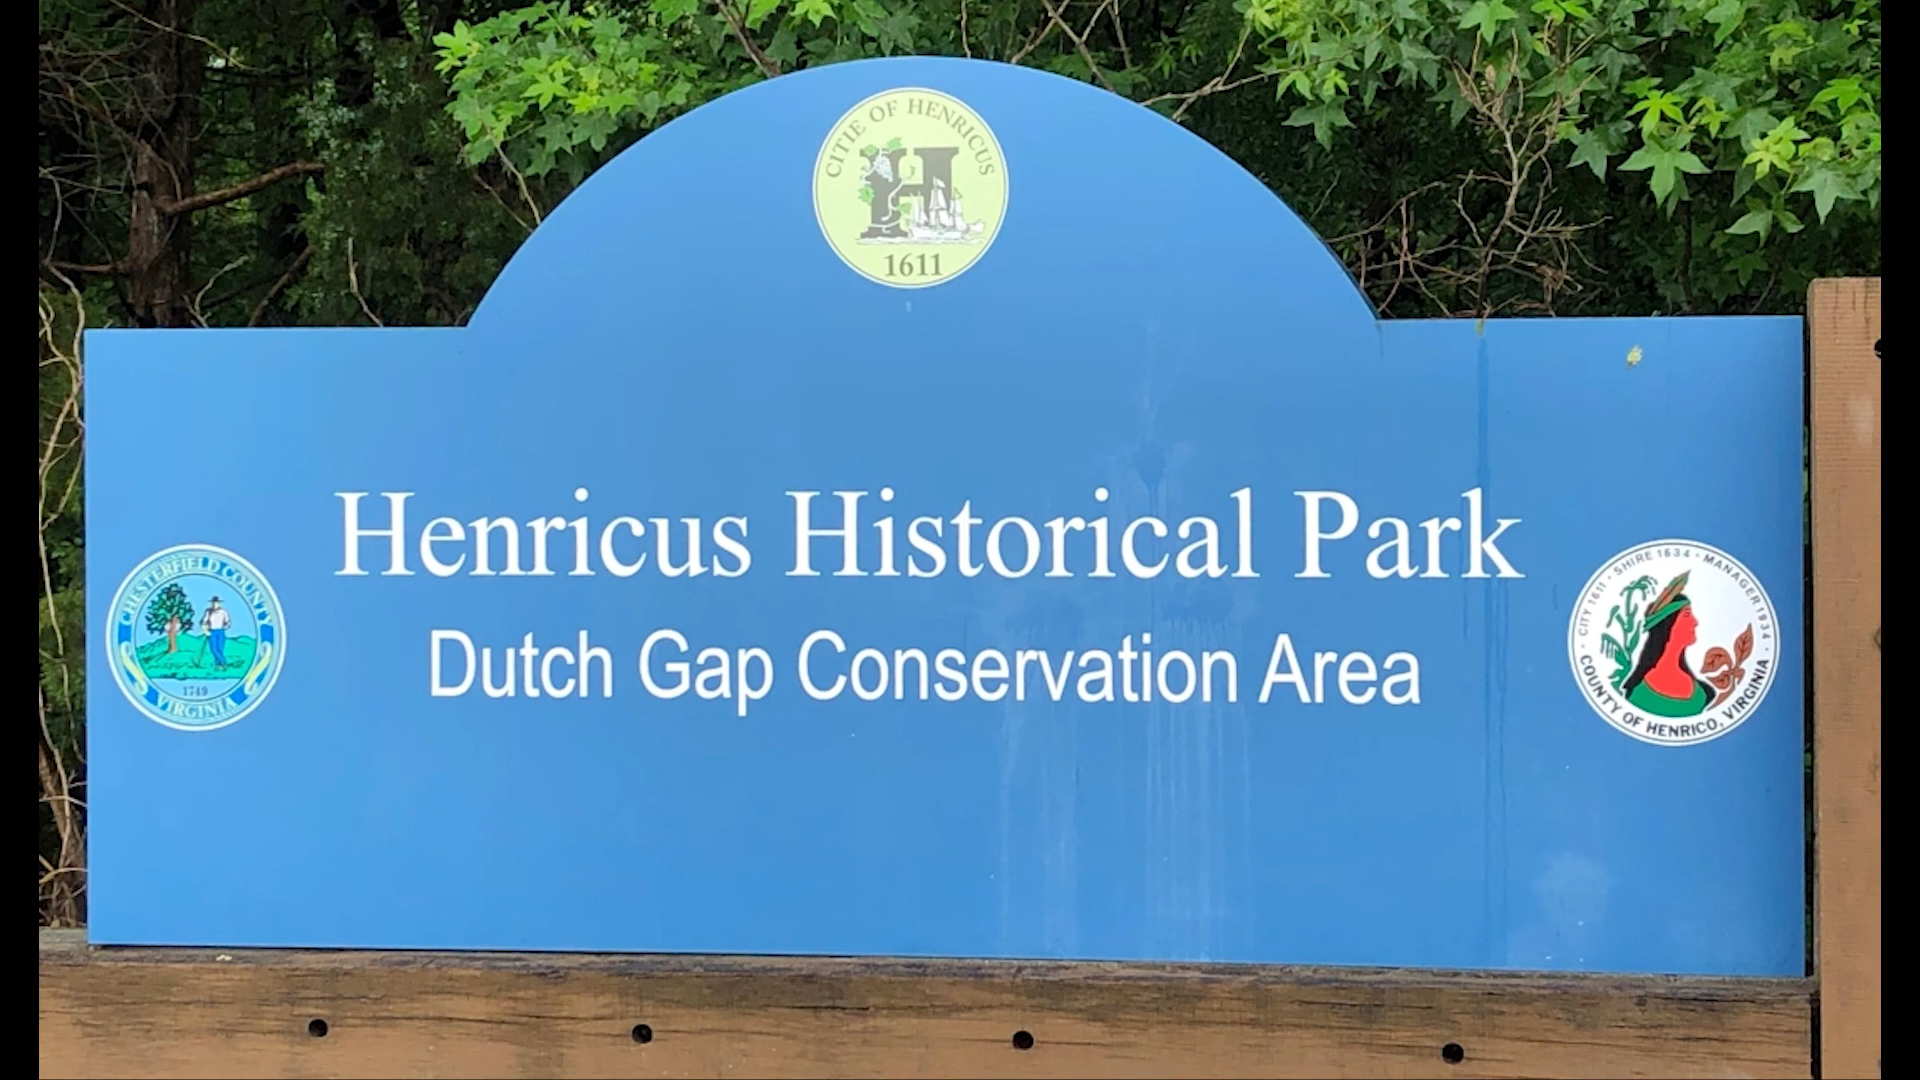 CITIE OF HENRICUS
1611
Henricus Historical Park
Dutch Gap Conservation Area
CHESTERFIELD COUNTY
1749
VIRGINIA
CITY 1611 · SHIRE 1634 · MANAGER 1934 ·
COUNTY OF HENRICO, VIRGINIA